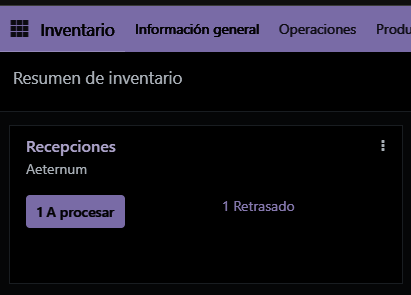 Inventario Información general Operaciones Produ
Resumen de inventario
Recepciones
Aeternum
1 A procesar 1 Retrasado